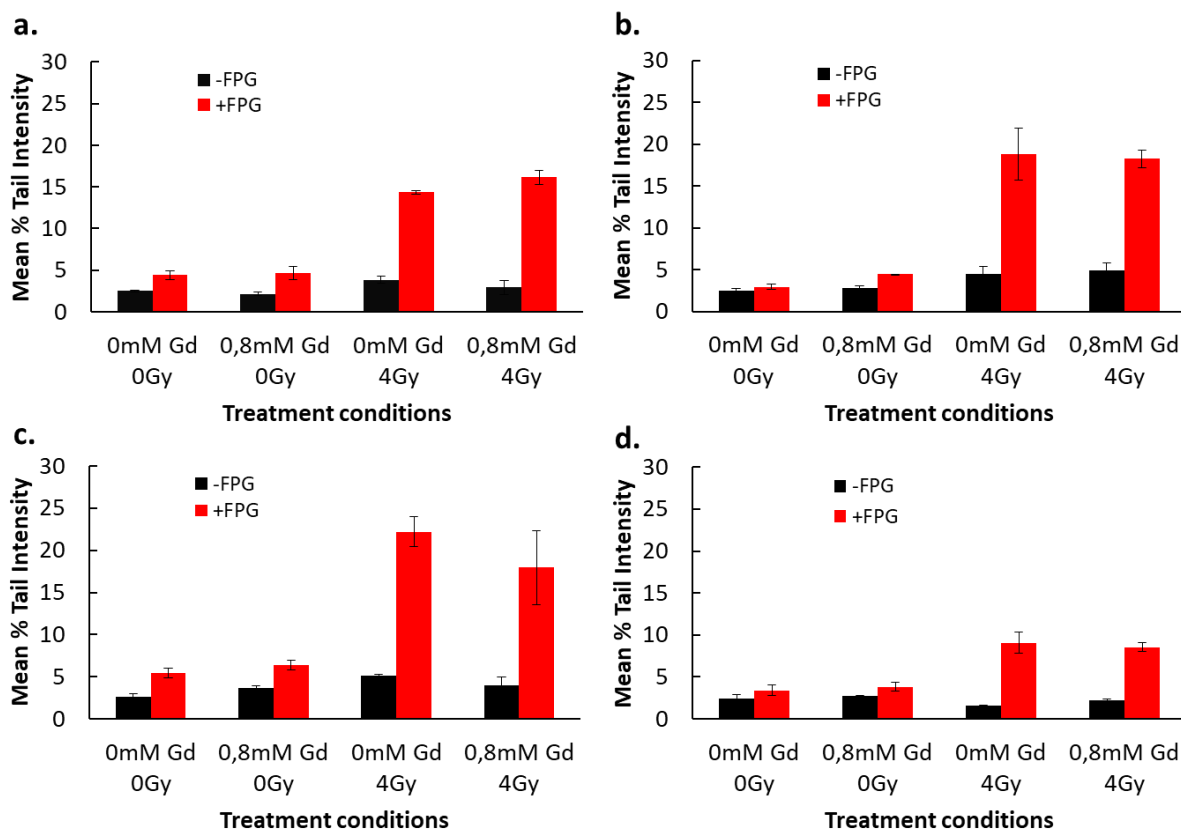 a.
Mean % Tail Intensity
30
25
20
15
10
5
0
-FPG
+FPG
0mM Gd 0,8mM Gd 0mM Gd 0,8mM Gd
0Gy 0Gy 4Gy 4Gy
Treatment conditions
b.
Mean % Tail Intensity
30
25
20
15
10
5
0
-FPG
+FPG
0mM Gd 0,8mM Gd 0mM Gd 0,8mM Gd
0Gy 0Gy 4Gy 4Gy
Treatment conditions
c.
Mean % Tail Intensity
30
25
20
15
10
5
0
-FPG
+FPG
0mM Gd 0,8mM Gd 0mM Gd 0,8mM Gd
0Gy 0Gy 4Gy 4Gy
Treatment conditions
d.
Mean % Tail Intensity
30
25
20
15
10
5
0
-FPG
+FPG
0mM Gd 0,8mM Gd 0mM Gd 0,8mM Gd
0Gy 0Gy 4Gy 4Gy
Treatment conditions